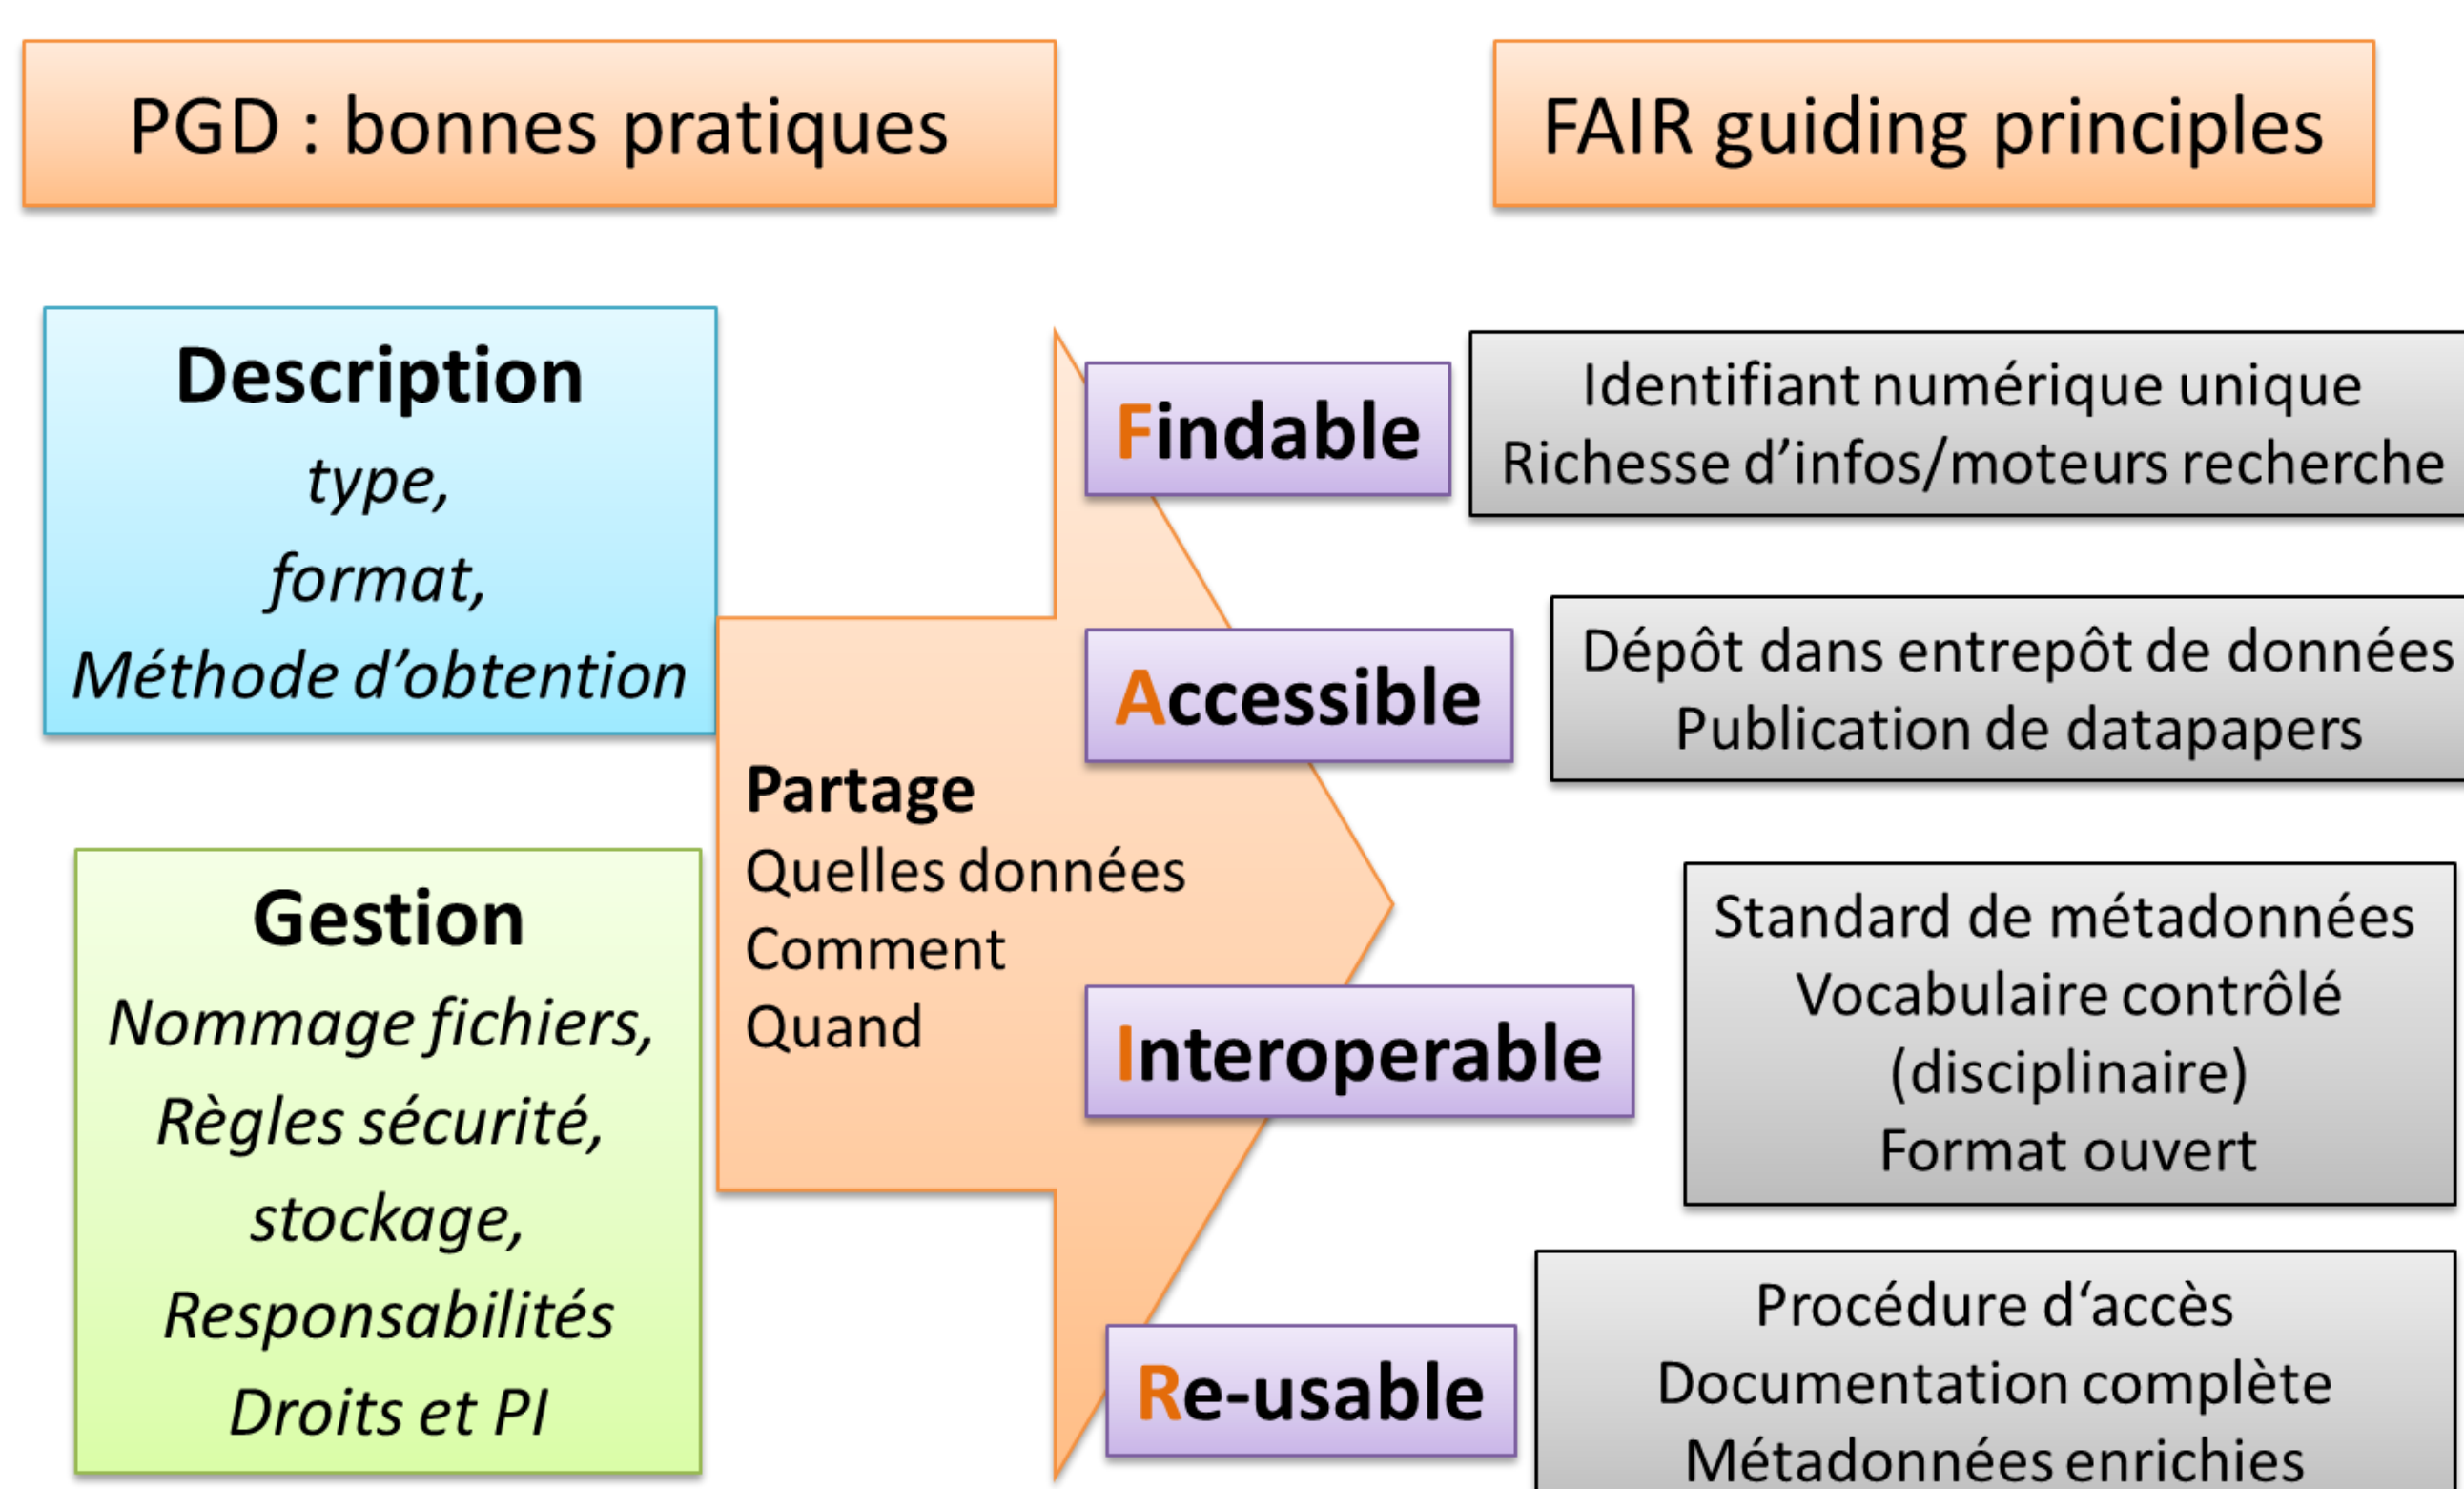 PGD : bonnes pratiques
FAIR guiding principles
Description
type,
format,
Méthode d’obtention
Gestion
Nommage fichiers,
Règles sécurité,
stockage,
Responsabilités
Droits et PI
Partage
Quelles données
Comment
Quand
Findable
Identifiant numérique unique
Richesse d’infos/moteurs recherche
Accessible
Dépôt dans entrepôt de données
Publication de datapapers
Interoperable
Standard de métadonnées
Vocabulaire contrôlé
(disciplinaire)
Format ouvert
Re-usable
Procédure d‘accès
Documentation complète
Métadonnées enrichies